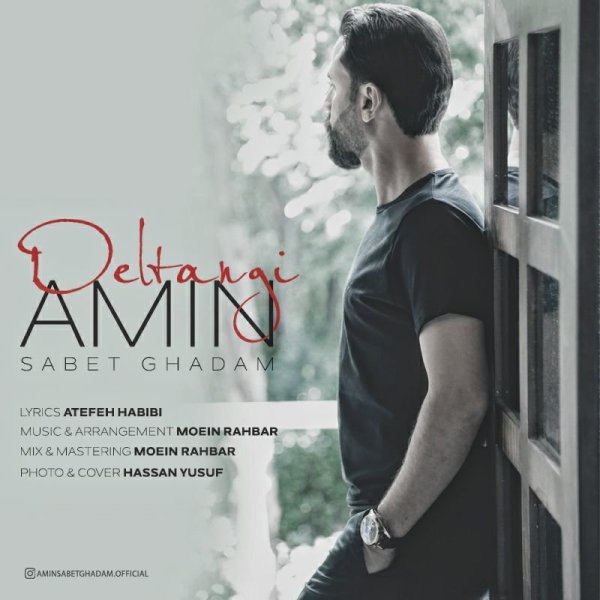 Deltangi
AMIN
SABET GHADAM
LYRICS ATEFEH HABIBI
MUSIC & ARRANGEMENT MOEIN RAHBAR
MIX & MASTERING MOEIN RAHBAR
PHOTO & COVER HASSAN YUSUF
AMINSABETGHADAM.OFFICIAL